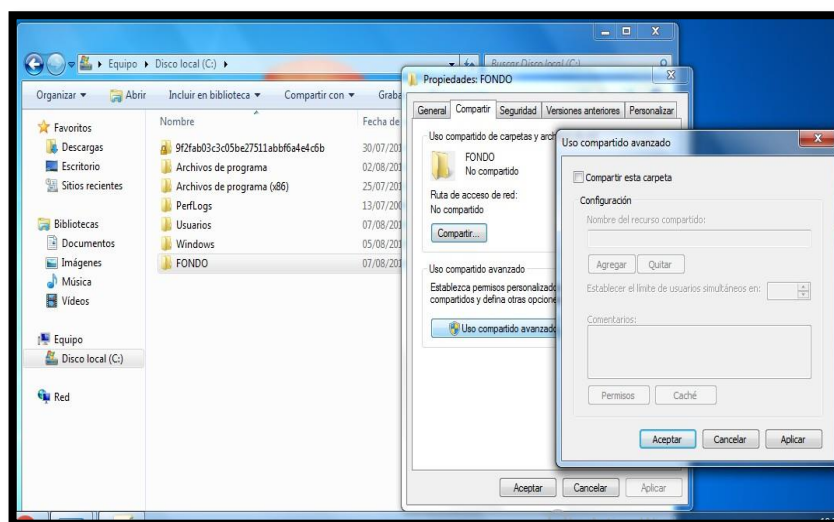 Equipo ▸ Disco local (C:) ▸
Buscar Disco local (C:)
Organizar ▾ Abrir Incluir en biblioteca ▾ Compartir con ▾ Graba
Favoritos
Descargas
Escritorio
Sitios recientes
Bibliotecas
Documentos
Imágenes
Música
Vídeos
Equipo
Disco local (C:)
Red
Nombre Fecha de
9f2fab03c3c05be27511abbf6a4e4c6b 30/07/201
Archivos de programa 02/08/201
Archivos de programa (x86) 25/07/201
PerfLogs 13/07/200
Usuarios 07/08/201
Windows 05/08/201
FONDO 07/08/201
Propiedades: FONDO
General Compartir Seguridad Versiones anteriores Personalizar
Uso compartido de carpetas y arch
FONDO
No compartido
Ruta de acceso de red:
No compartido
Compartir...
Uso compartido avanzado
Establezca permisos personalizado
compartidos y defina otras opcione
Uso compartido avanzado
Aceptar Cancelar Aplicar
Uso compartido avanzado
Compartir esta carpeta
Configuración
Nombre del recurso compartido:
Agregar Quitar
Establecer el límite de usuarios simultáneos en:
Comentarios:
Permisos Caché
Aceptar Cancelar Aplicar